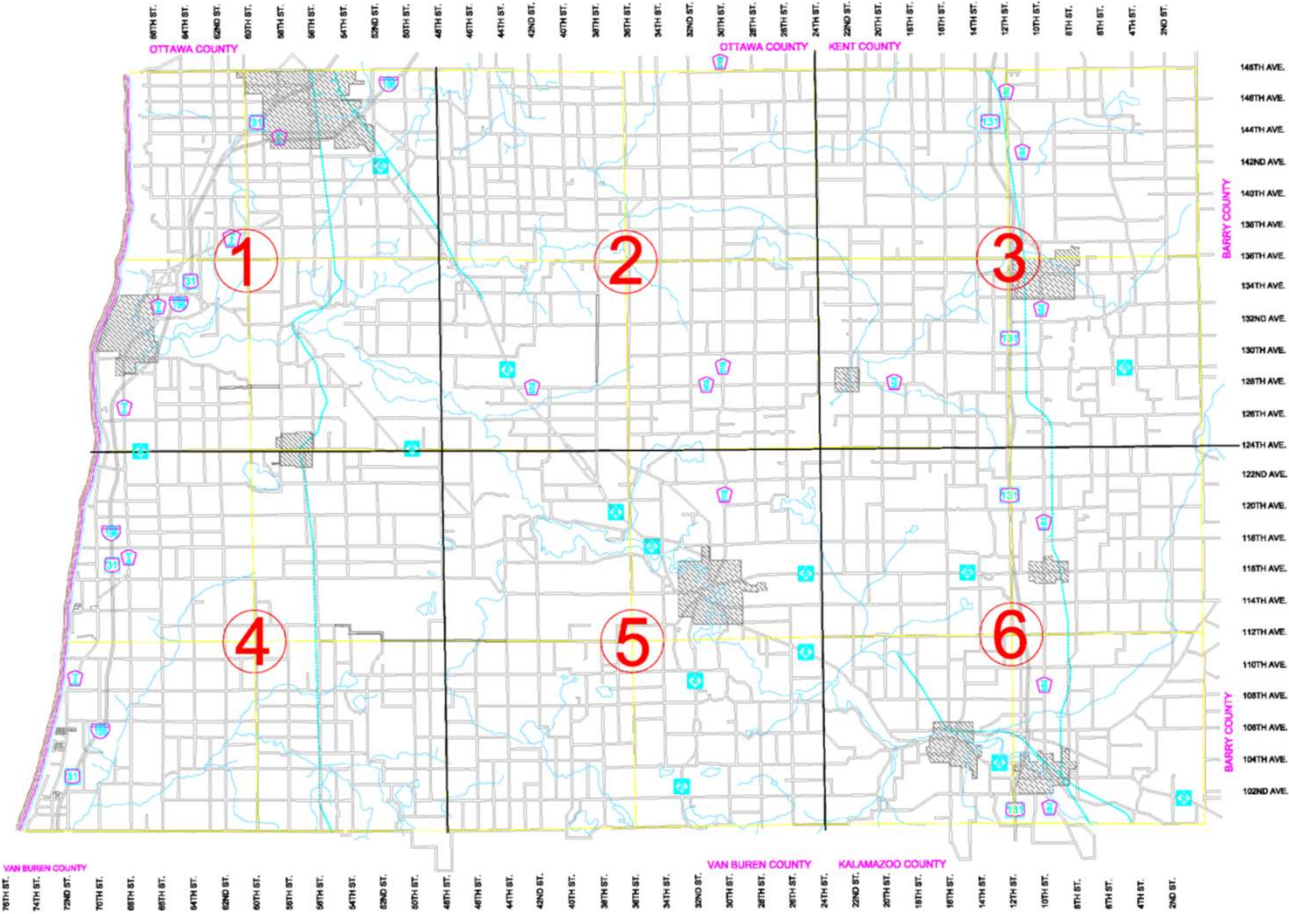 66TH ST.
64TH ST.
62ND ST.
60TH ST.
58TH ST.
56TH ST.
54TH ST.
52ND ST.
50TH ST.
48TH ST.
46TH ST.
44TH ST.
42ND ST.
40TH ST.
38TH ST.
36TH ST.
34TH ST.
32ND ST.
30TH ST.
28TH ST.
26TH ST.
24TH ST.
22ND ST.
20TH ST.
18TH ST.
16TH ST.
14TH ST.
12TH ST.
10TH ST.
8TH ST.
6TH ST.
4TH ST.
2ND ST.
OTTAWA COUNTY
OTTAWA COUNTY
KENT COUNTY
148TH AVE.
146TH AVE.
144TH AVE.
142ND AVE.
140TH AVE.
138TH AVE.
136TH AVE.
134TH AVE.
132ND AVE.
130TH AVE.
128TH AVE.
126TH AVE.
124TH AVE.
122ND AVE.
120TH AVE.
118TH AVE.
116TH AVE.
114TH AVE.
112TH AVE.
110TH AVE.
108TH AVE.
106TH AVE.
104TH AVE.
102ND AVE.
BARRY COUNTY
BARRY COUNTY
31
131
1
2
3
31
131
131
31
4
5
6
31
131
VAN BUREN COUNTY
VAN BUREN COUNTY
KALAMAZOO COUNTY
76TH ST.
74TH ST.
72ND ST.
70TH ST.
68TH ST.
66TH ST.
64TH ST.
62ND ST.
60TH ST.
58TH ST.
56TH ST.
54TH ST.
52ND ST.
50TH ST.
48TH ST.
46TH ST.
44TH ST.
42ND ST.
40TH ST.
38TH ST.
36TH ST.
34TH ST.
32ND ST.
30TH ST.
28TH ST.
26TH ST.
24TH ST.
22ND ST.
20TH ST.
18TH ST.
16TH ST.
14TH ST.
12TH ST.
10TH ST.
8TH ST.
6TH ST.
4TH ST.
2ND ST.